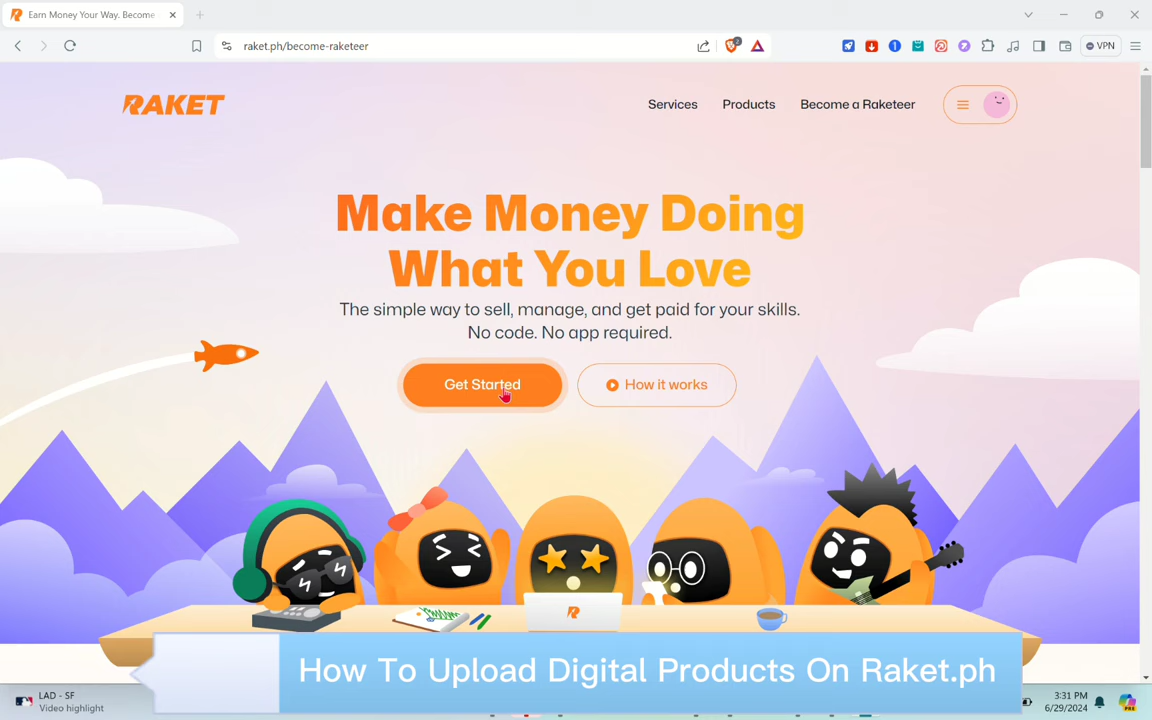 Earn Money Your Way. Become
raket.ph/become-raketeer
2
1
VPN
RAKET
Services
Products
Become a Raketeer
Make Money Doing
What You Love
The simple way to sell, manage, and get paid for your skills.
No code. No app required.
Get Started
How it works
How To Upload Digital Products On Raket.ph
LAD - SF
Video highlight
3:31 PM
6/29/2024
PRE